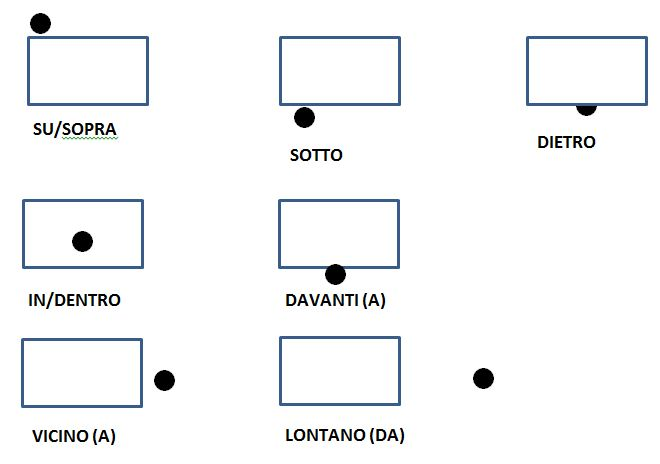 SU/SOPRA
SOTTO
DIETRO
IN/DENTRO
DAVANTI (A)
VICINO (A)
LONTANO (DA)